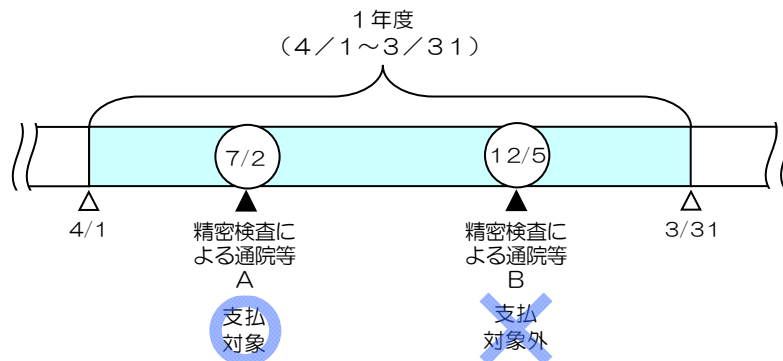 １年度
（４／１～３／３１）
7/2
12/5
4/1
3/31
精密検査に
よる通院等
A
支払
対象
精密検査に
よる通院等
B
支払
対象外